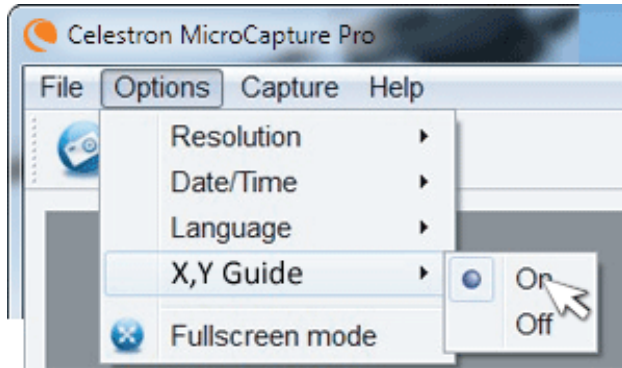 Celestron MicroCapture Pro
File Options Capture Help
Resolution
Date/Time
Language
X,Y Guide
On
Off
Fullscreen mode